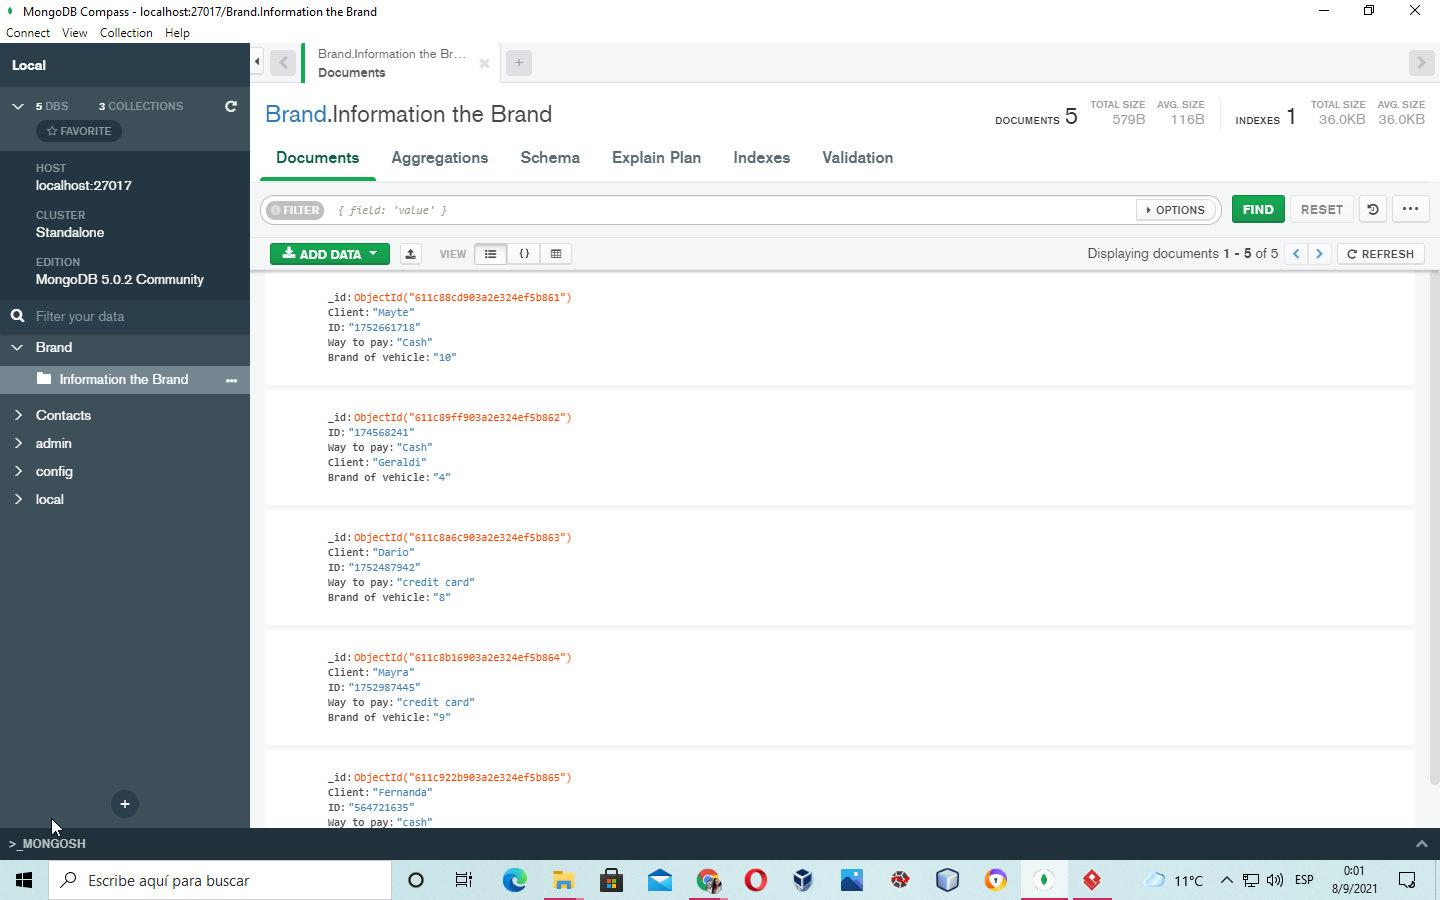 MongoDB Compass - localhost:27017/Brand.Information the Brand
Connect View Collection Help
Local
5 DBS 3 COLLECTIONS
FAVORITE
HOST
localhost:27017
CLUSTER
Standalone
EDITION
MongoDB 5.0.2 Community
Filter your data
Brand
Information the Brand
Contacts
admin
config
local
>_MONGOSH
Brand.Information the Br...
Documents
Brand.Information the Brand
DOCUMENTS 5
TOTAL SIZE AVG. SIZE
579B 116B
INDEXES 1
TOTAL SIZE AVG. SIZE
36.0KB 36.0KB
Documents Aggregations Schema Explain Plan Indexes Validation
FILTER { field: 'value' } OPTIONS FIND RESET
ADD DATA VIEW {} Displaying documents 1 - 5 of 5 REFRESH
_id: ObjectId("611c88cd903a2e324ef5b861")
Client: "Mayte"
ID: "1752661718"
Way to pay: "Cash"
Brand of vehicle: "10"
_id: ObjectId("611c89ff903a2e324ef5b862")
ID: "174568241"
Way to pay: "Cash"
Client: "Geraldi"
Brand of vehicle: "4"
_id: ObjectId("611c8a6c903a2e324ef5b863")
Client: "Dario"
ID: "1752487942"
Way to pay: "credit card"
Brand of vehicle: "8"
_id: ObjectId("611c8b16903a2e324ef5b864")
Client: "Mayra"
ID: "1752987445"
Way to pay: "credit card"
Brand of vehicle: "9"
_id: ObjectId("611c922b903a2e324ef5b865")
Client: "Fernanda"
ID: "564721635"
Way to pay: "cash"
Escribe aquí para buscar
11°C
ESP
0:01
8/9/2021